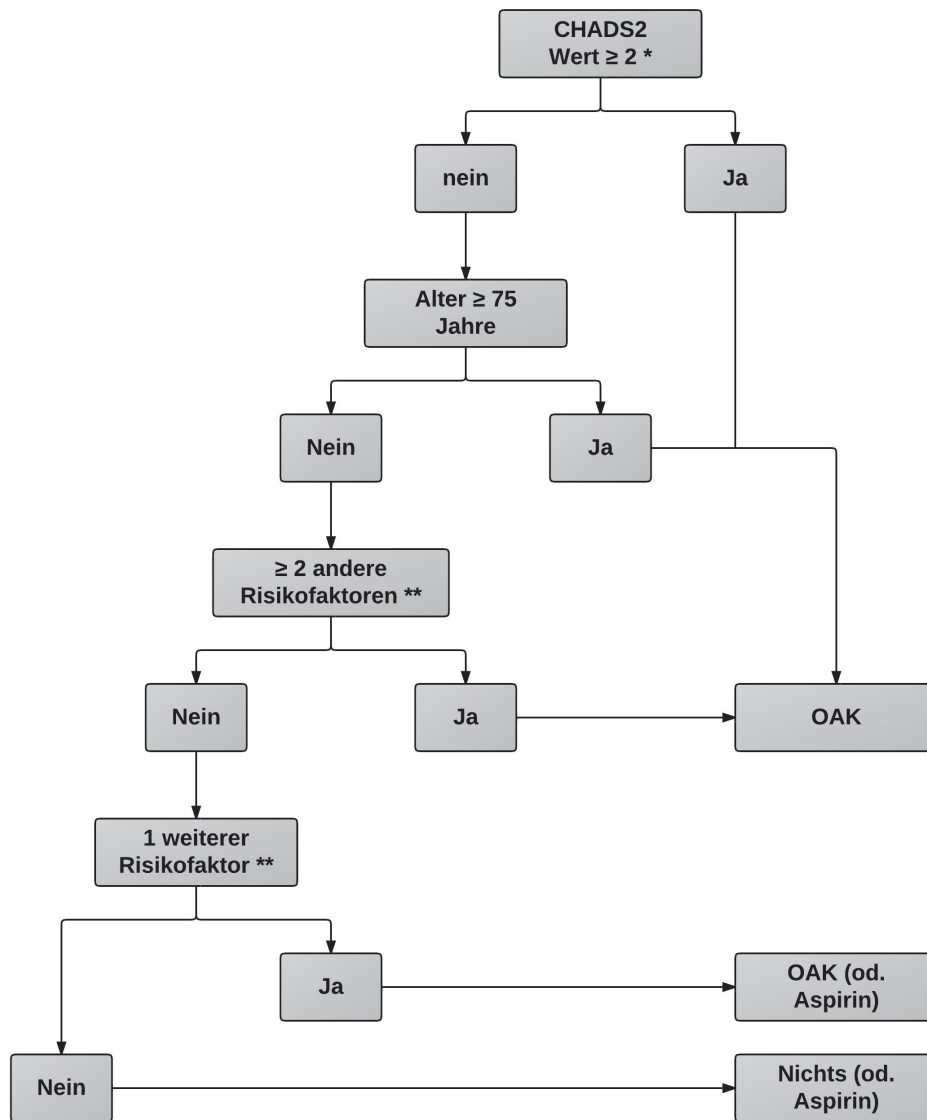 CHADS2
Wert ≥ 2 *
nein
Ja
Alter ≥ 75
Jahre
Nein
Ja
≥ 2 andere
Risikofaktoren **
Nein
Ja
OAK
1 weiterer
Risikofaktor **
Ja
OAK (od.
Aspirin)
Nein
Nichts (od.
Aspirin)